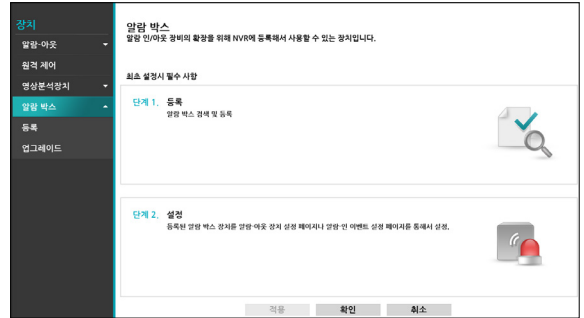 장치
알람-아웃
원격 제어
영상분석장치
알람 박스
등록
업그레이드
알람 박스
알람 인/아웃 장비의 확장을 위해 NVR에 등록해서 사용할 수 있는 장치입니다.
최초 설정시 필수 사항
단계 1. 등록
알람 박스 검색 및 등록
단계 2. 설정
등록된 알람 박스 장치를 알람-아웃 장치 설정 페이지나 알람-인 이벤트 설정 페이지를 통해서 설정.
적용 확인 취소